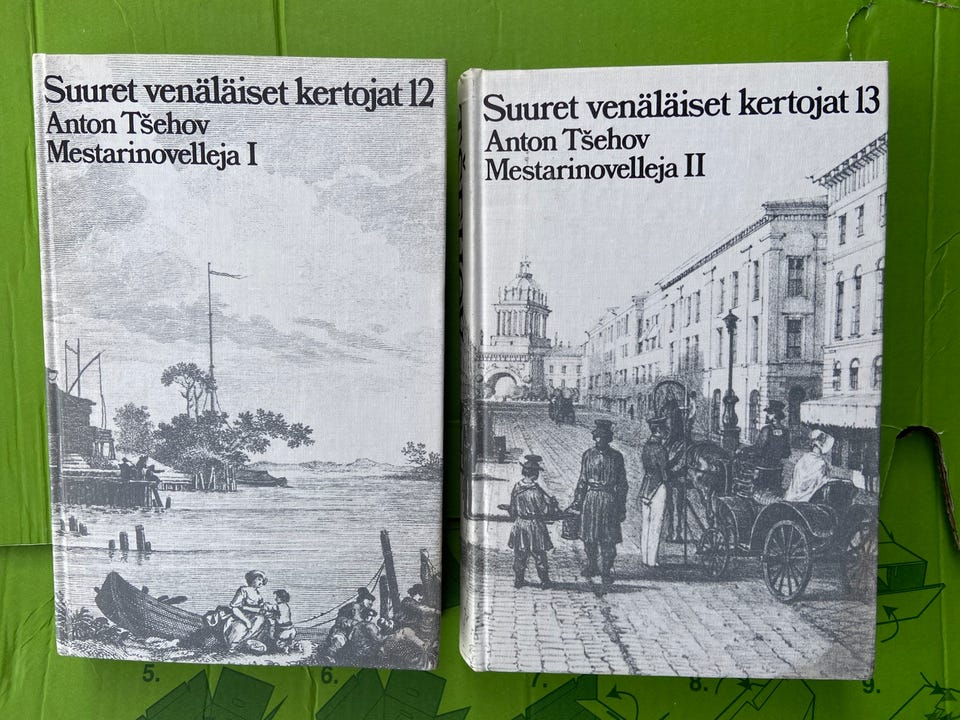 Suuret venäläiset kertojat 12
Anton Tšehov
Mestarinovelleja I
Suuret venäläiset kertojat 13
Anton Tšehov
Mestarinovelleja II
5.
6.
7.
8.
9.